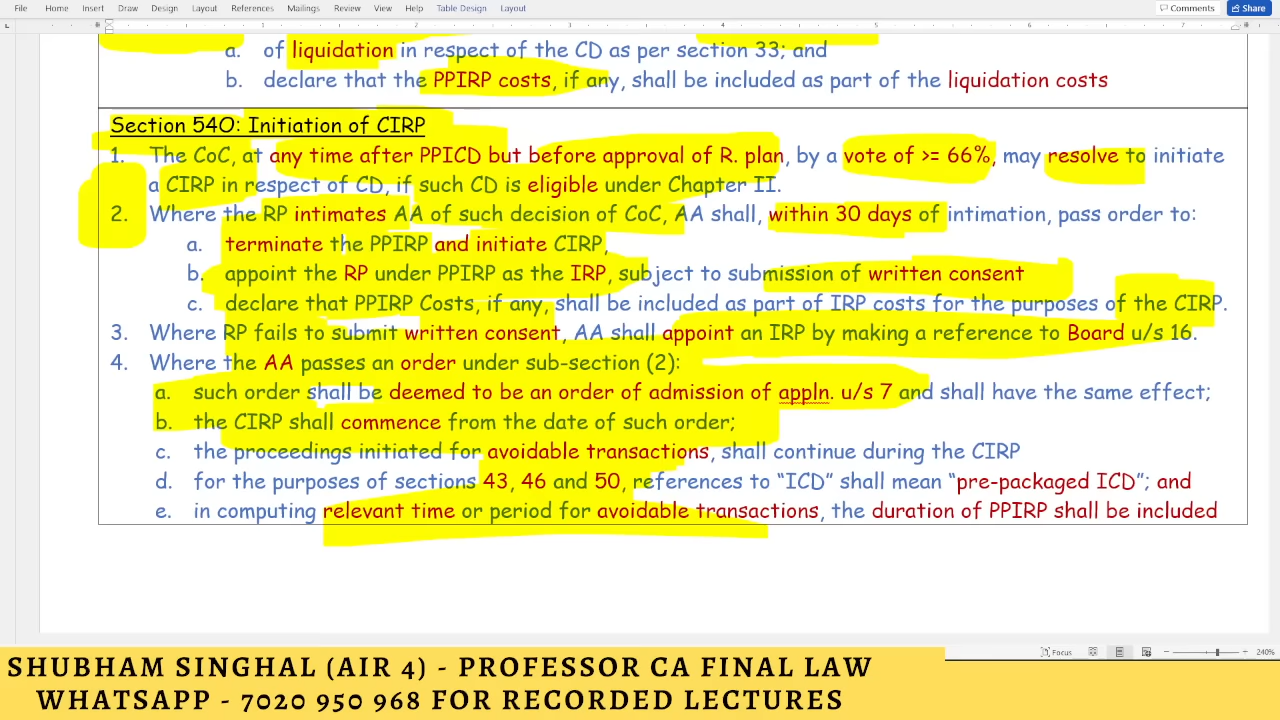 File Home Insert Draw Design Layout References Mailings Review View Help Table Design Layout Comments Share
1 2 3 4 5 6 7
a. of liquidation in respect of the CD as per section 33; and
b. declare that the PPIRP costs, if any, shall be included as part of the liquidation costs
Section 54O: Initiation of CIRP
1. The CoC, at any time after PPICD but before approval of R. plan, by a vote of >= 66%, may resolve to initiate
a CIRP in respect of CD, if such CD is eligible under Chapter II.
2. Where the RP intimates AA of such decision of CoC, AA shall, within 30 days of intimation, pass order to:
a. terminate the PPIRP and initiate CIRP,
b. appoint the RP under PPIRP as the IRP, subject to submission of written consent
c. declare that PPIRP Costs, if any, shall be included as part of IRP costs for the purposes of the CIRP.
3. Where RP fails to submit written consent, AA shall appoint an IRP by making a reference to Board u/s 16.
4. Where the AA passes an order under sub-section (2):
a. such order shall be deemed to be an order of admission of appln. u/s 7 and shall have the same effect;
b. the CIRP shall commence from the date of such order;
c. the proceedings initiated for avoidable transactions, shall continue during the CIRP
d. for the purposes of sections 43, 46 and 50, references to “ICD” shall mean “pre-packaged ICD”; and
e. in computing relevant time or period for avoidable transactions, the duration of PPIRP shall be included
Focus 240%
SHUBHAM SINGHAL (AIR 4) - PROFESSOR CA FINAL LAW
WHATSAPP - 7020 950 968 FOR RECORDED LECTURES